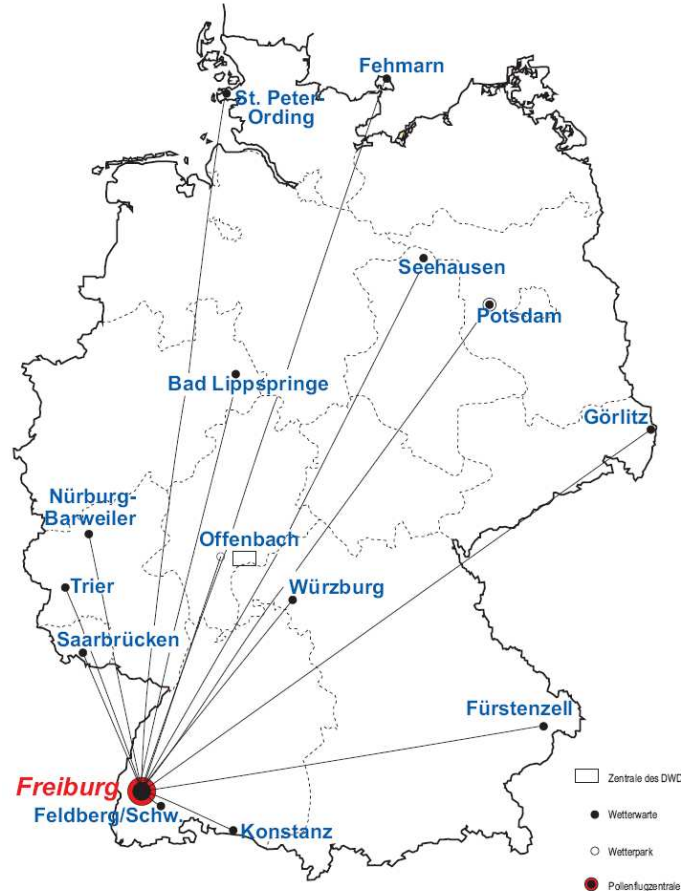 Fehmarn
St. Peter-
Ording
Seehausen
Potsdam
Bad Lippspringe
Görlitz
Nürburg-
Barweiler
Offenbach
Trier
Würzburg
Saarbrücken
Fürstenzell
Freiburg
Feldberg/Schw.
Konstanz
Zentrale des DWD
Wetterwarte
Wetterpark
Pollenflugzentrale